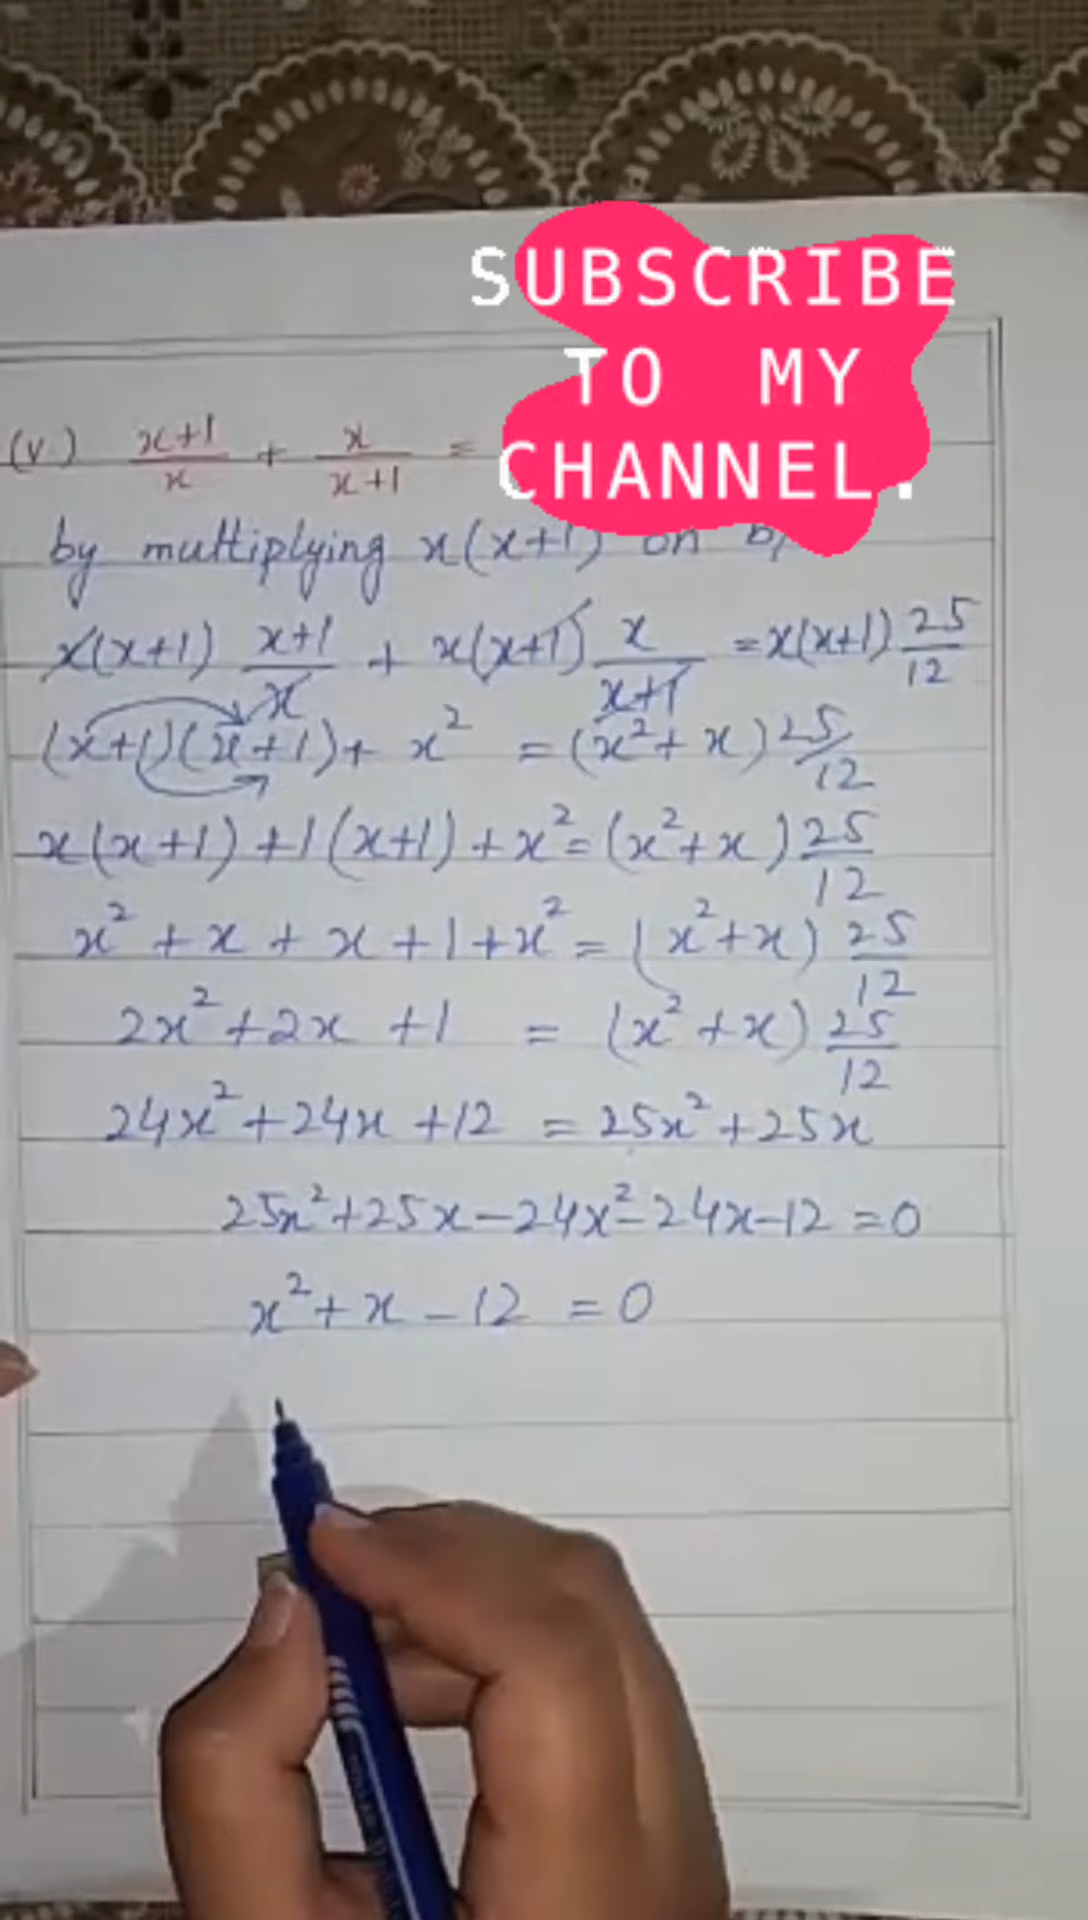 SUBSCRIBE
TO MY
CHANNEL.
(v) x+1/x + x/x+1 =
by multiplying x(x+1) on
x(x+1) x+1/x + x(x+1) x/x+1 = x(x+1) 25/12
(x+1)(x+1) + x² = (x²+x) 25/12
x(x+1) + 1(x+1) + x² = (x²+x) 25/12
x² + x + x + 1 + x² = (x²+x) 25/12
2x² + 2x + 1 = (x²+x) 25/12
24x² + 24x + 12 = 25x² + 25x
25x² + 25x - 24x² - 24x - 12 = 0
x² + x - 12 = 0